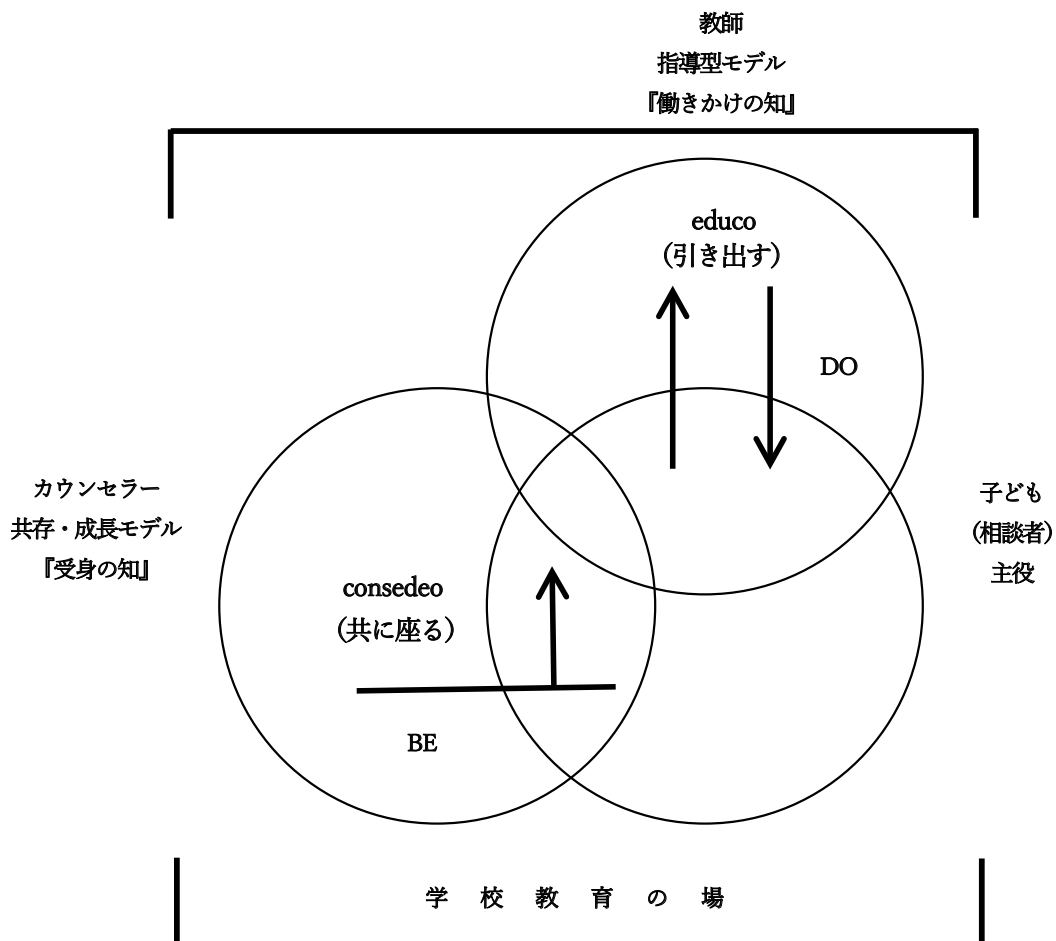 教師
指導型モデル
『働きかけの知』
educo
（引き出す）
DO
カウンセラー
共存・成長モデル
『受身の知』
子ども
（相談者）
主役
consedeo
（共に座る）
BE
学校教育の場